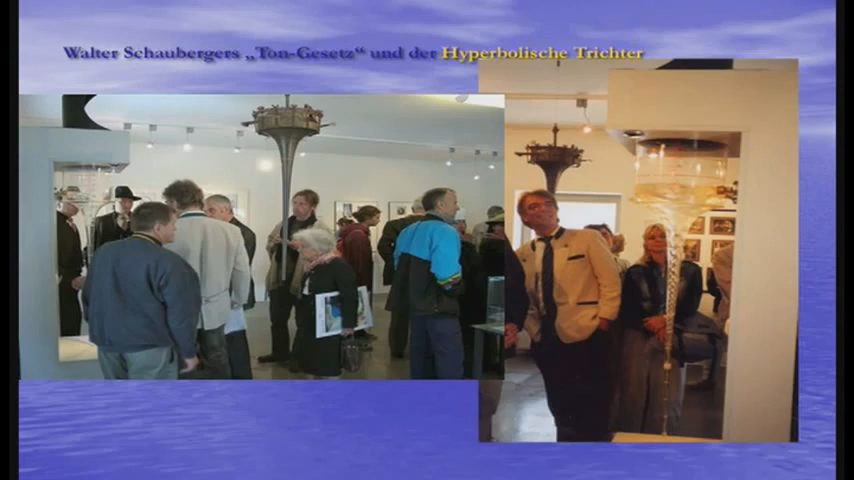 Walter Schaubergers „Ton-Gesetz“ und der Hyperbolische Trichter